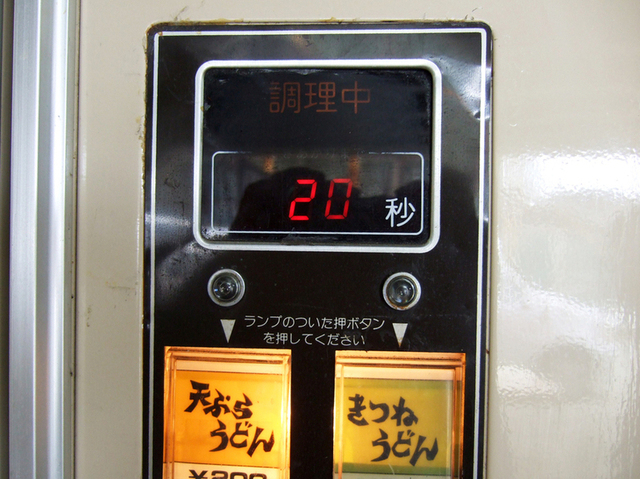 調理中
20 秒
ランプのついた押ボタン
を押してください
天ぷら
うどん
きつね
うどん